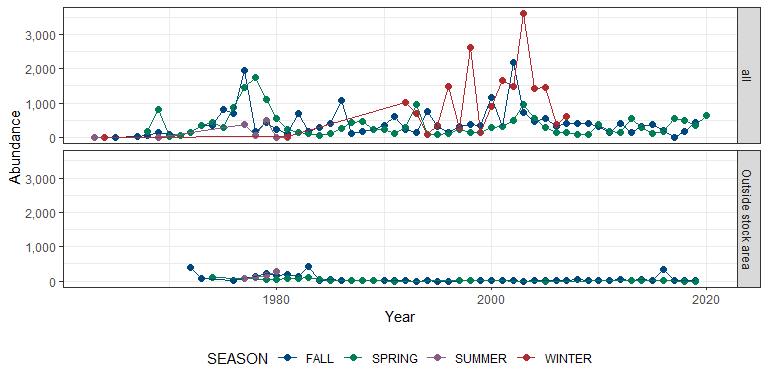 3,000
2,000
1,000
0
all
3,000
2,000
1,000
0
Outside stock area
Abundance
1980
2000
2020
Year
SEASON FALL SPRING SUMMER WINTER